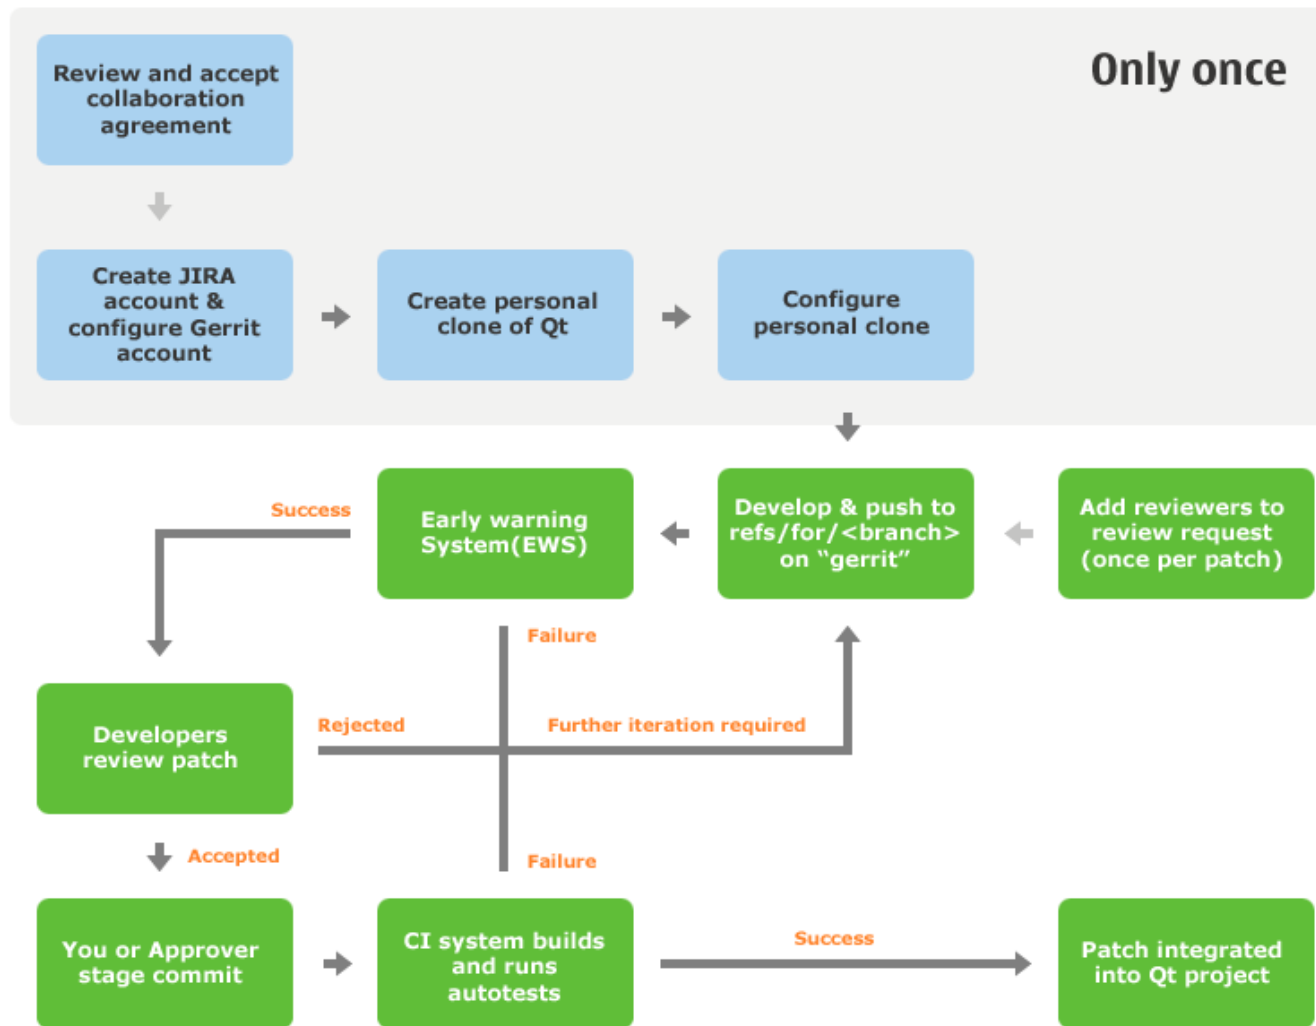 Only once
Review and accept
collaboration
agreement
Create JIRA
account &
configure Gerrit
account
Create personal
clone of Qt
Configure
personal clone
Success
Early warning
System(EWS)
Develop & push to
refs/for/<branch>
on “gerrit”
Add reviewers to
review request
(once per patch)
Failure
Developers
review patch
Rejected
Further iteration required
Accepted
Failure
You or Approver
stage commit
CI system builds
and runs
autotests
Success
Patch integrated
into Qt project